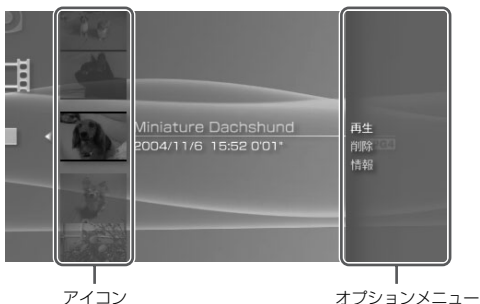 Miniature Dachshund
2004/11/6 15:52 0'01"
再生
削除
情報
アイコン
オプションメニュー